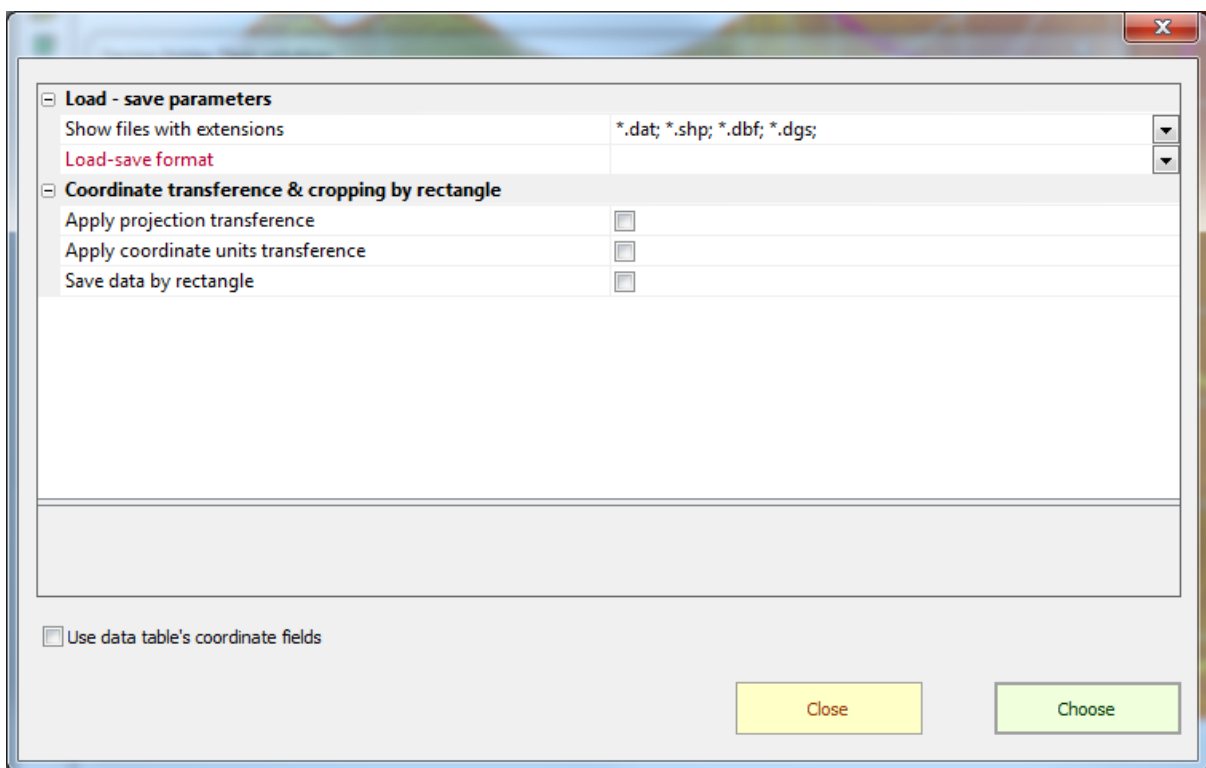 Load - save parameters
Show files with extensions *.dat; *.shp; *.dbf; *.dgs;
Load-save format
Coordinate transference & cropping by rectangle
Apply projection transference
Apply coordinate units transference
Save data by rectangle
Use data table's coordinate fields
Close Choose